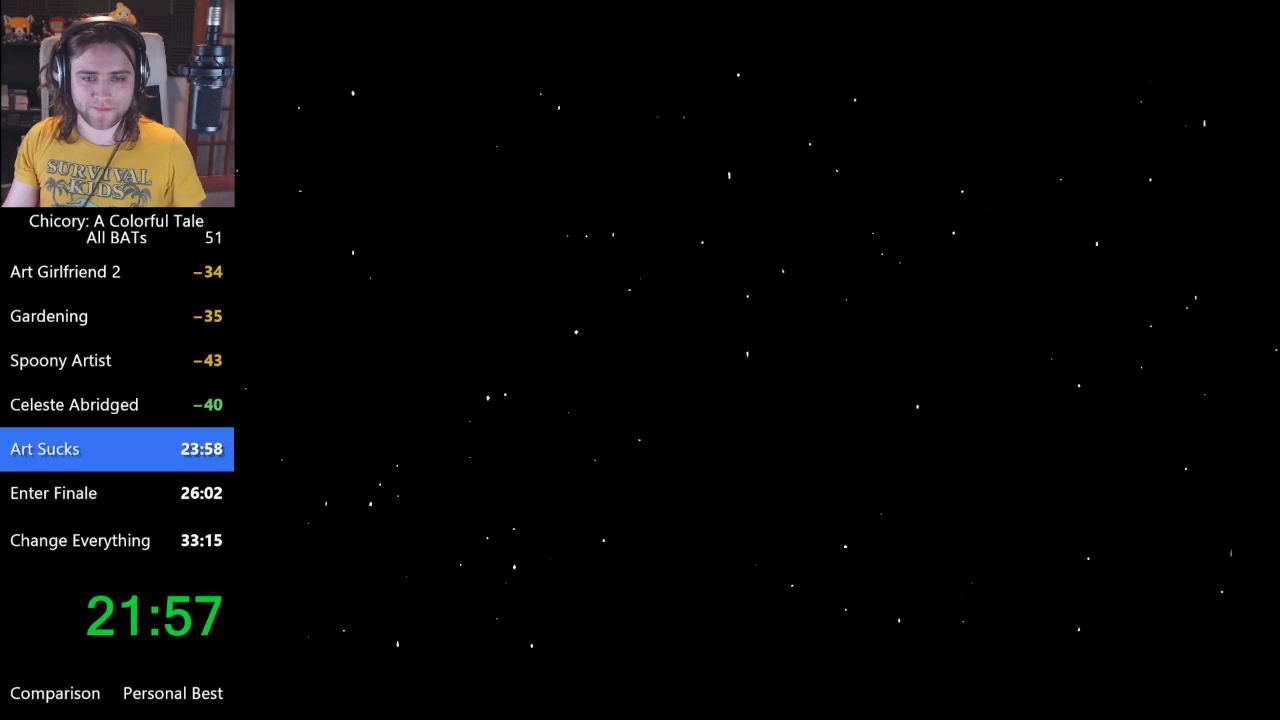 SURVIVAL
KIDS
Chicory: A Colorful Tale
All BATs 51
Art Girlfriend 2 −34
Gardening −35
Spoony Artist −43
Celeste Abridged −40
Art Sucks 23:58
Enter Finale 26:02
Change Everything 33:15
21:57
Comparison Personal Best